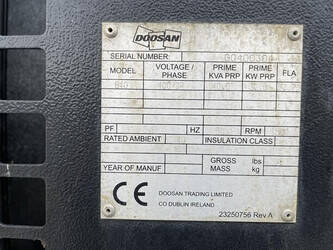 DOOSAN
SERIAL NUMBER
MODEL VOLTAGE / PHASE PRIME KVA PRP PRIME KW PRP FLA
PF HZ RPM
RATED AMBIENT INSULATION CLASS
YEAR OF MANUF GROSS MASS lbs kg
CE
DOOSAN TRADING LIMITED
CO DUBLIN IRELAND
23250756 Rev A